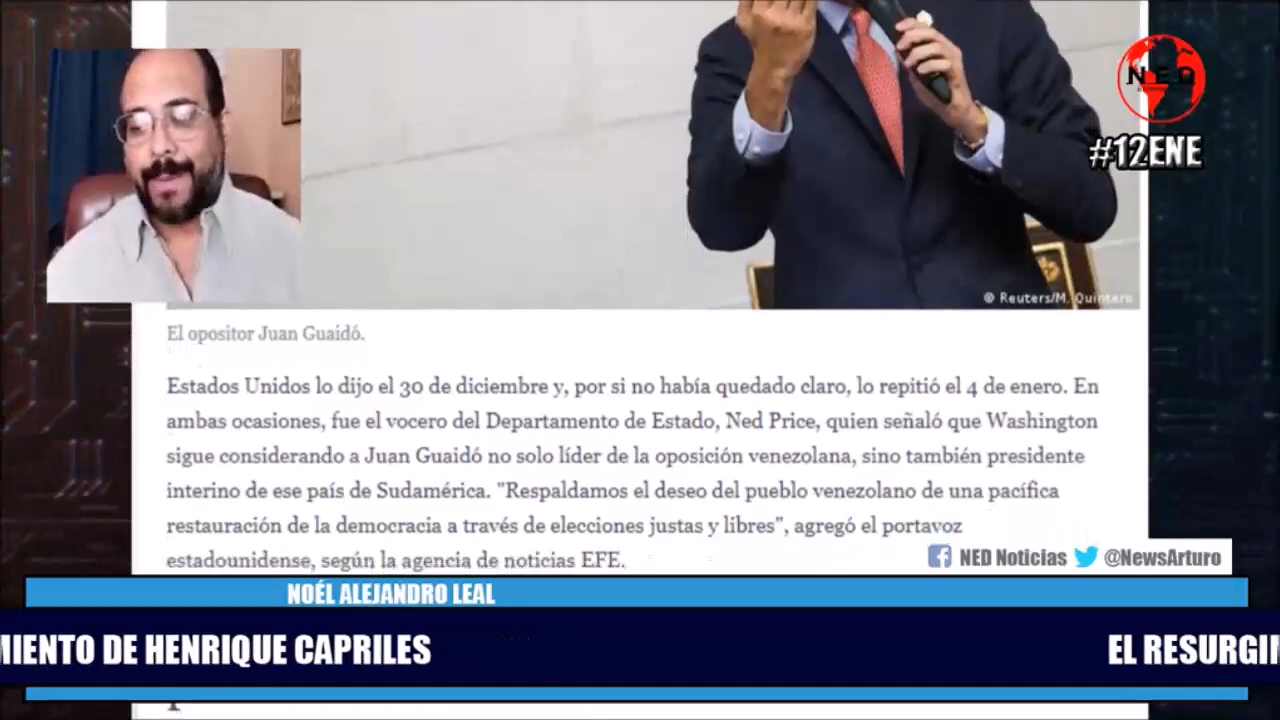 NED
#12ENE
© Reuters/M. Quintero
El opositor Juan Guaidó.
Estados Unidos lo dijo el 30 de diciembre y, por si no había quedado claro, lo repitió el 4 de enero. En
ambas ocasiones, fue el vocero del Departamento de Estado, Ned Price, quien señaló que Washington
sigue considerando a Juan Guaidó no solo líder de la oposición venezolana, sino también presidente
interino de ese país de Sudamérica. "Respaldamos el deseo del pueblo venezolano de una pacífica
restauración de la democracia a través de elecciones justas y libres", agregó el portavoz
estadounidense, según la agencia de noticias EFE.
NED Noticias @NewsArturo
NOÉL ALEJANDRO LEAL
MIENTO DE HENRIQUE CAPRILES EL RESURGI